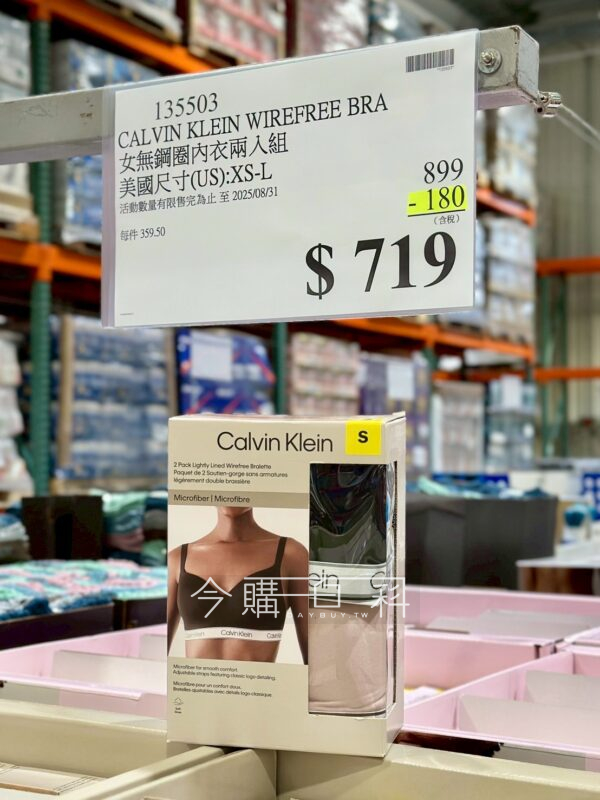 135503
CALVIN KLEIN WIREFREE BRA
女無鋼圈內衣兩入組
美國尺寸(US):XS-L
活動數量有限售完為止 至 2025/08/31
每件 359.50
899
- 180
(含稅)
$ 719
Calvin Klein
S
2 Pack Lightly Lined Wirefree Bralette
Paquet de 2 Soutien-gorge sans armatures
légèrement double brassière
Microfiber | Microfibre
Calvin Klein
Microfiber for smooth comfort.
Adjustable straps featuring classic logo detailing.
Microfibre pour un confort doux.
Bretelles ajustables avec détails logo classique.
今購百科